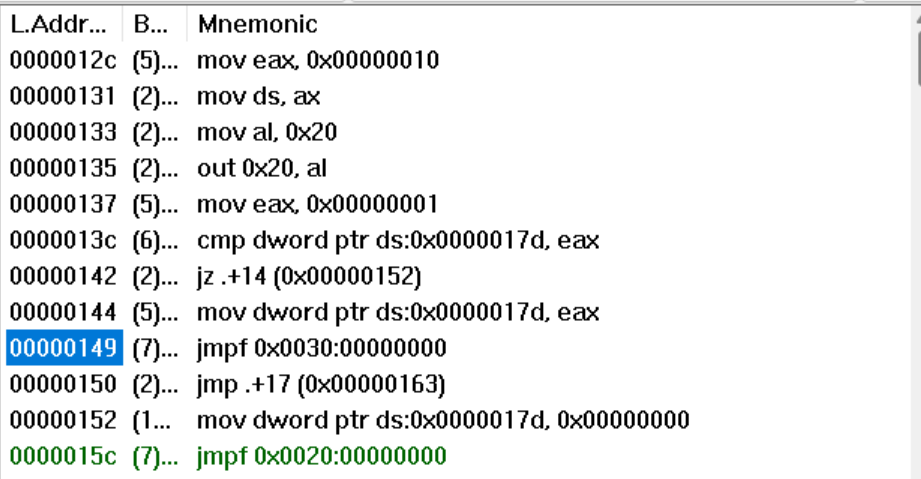 L.Addr... B... Mnemonic
0000012c (5)... mov eax, 0x00000010
00000131 (2)... mov ds, ax
00000133 (2)... mov al, 0x20
00000135 (2)... out 0x20, al
00000137 (5)... mov eax, 0x00000001
0000013c (6)... cmp dword ptr ds:0x0000017d, eax
00000142 (2)... jz .+14 (0x00000152)
00000144 (5)... mov dword ptr ds:0x0000017d, eax
00000149 (7)... jmpf 0x0030:00000000
00000150 (2)... jmp .+17 (0x00000163)
00000152 (1... mov dword ptr ds:0x0000017d, 0x00000000
0000015c (7)... jmpf 0x0020:00000000